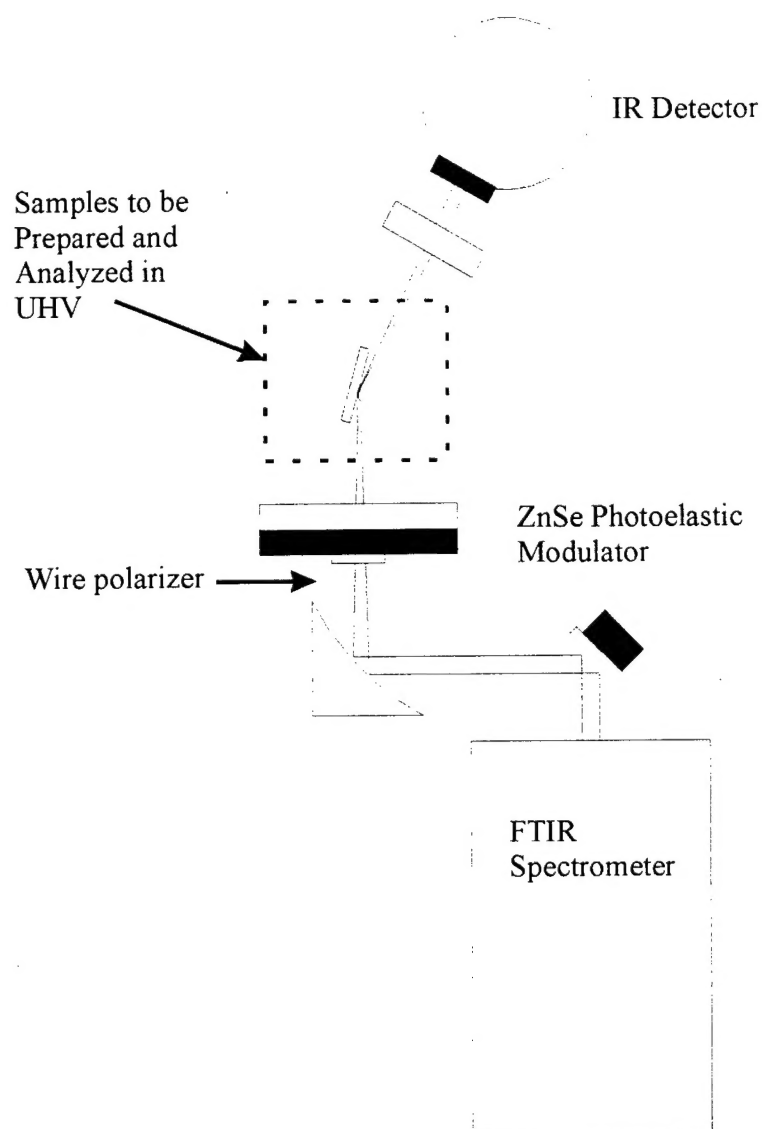 IR Detector
Samples to be
Prepared and
Analyzed in
UHV
ZnSe Photoelastic
Modulator
Wire polarizer
FTIR
Spectrometer